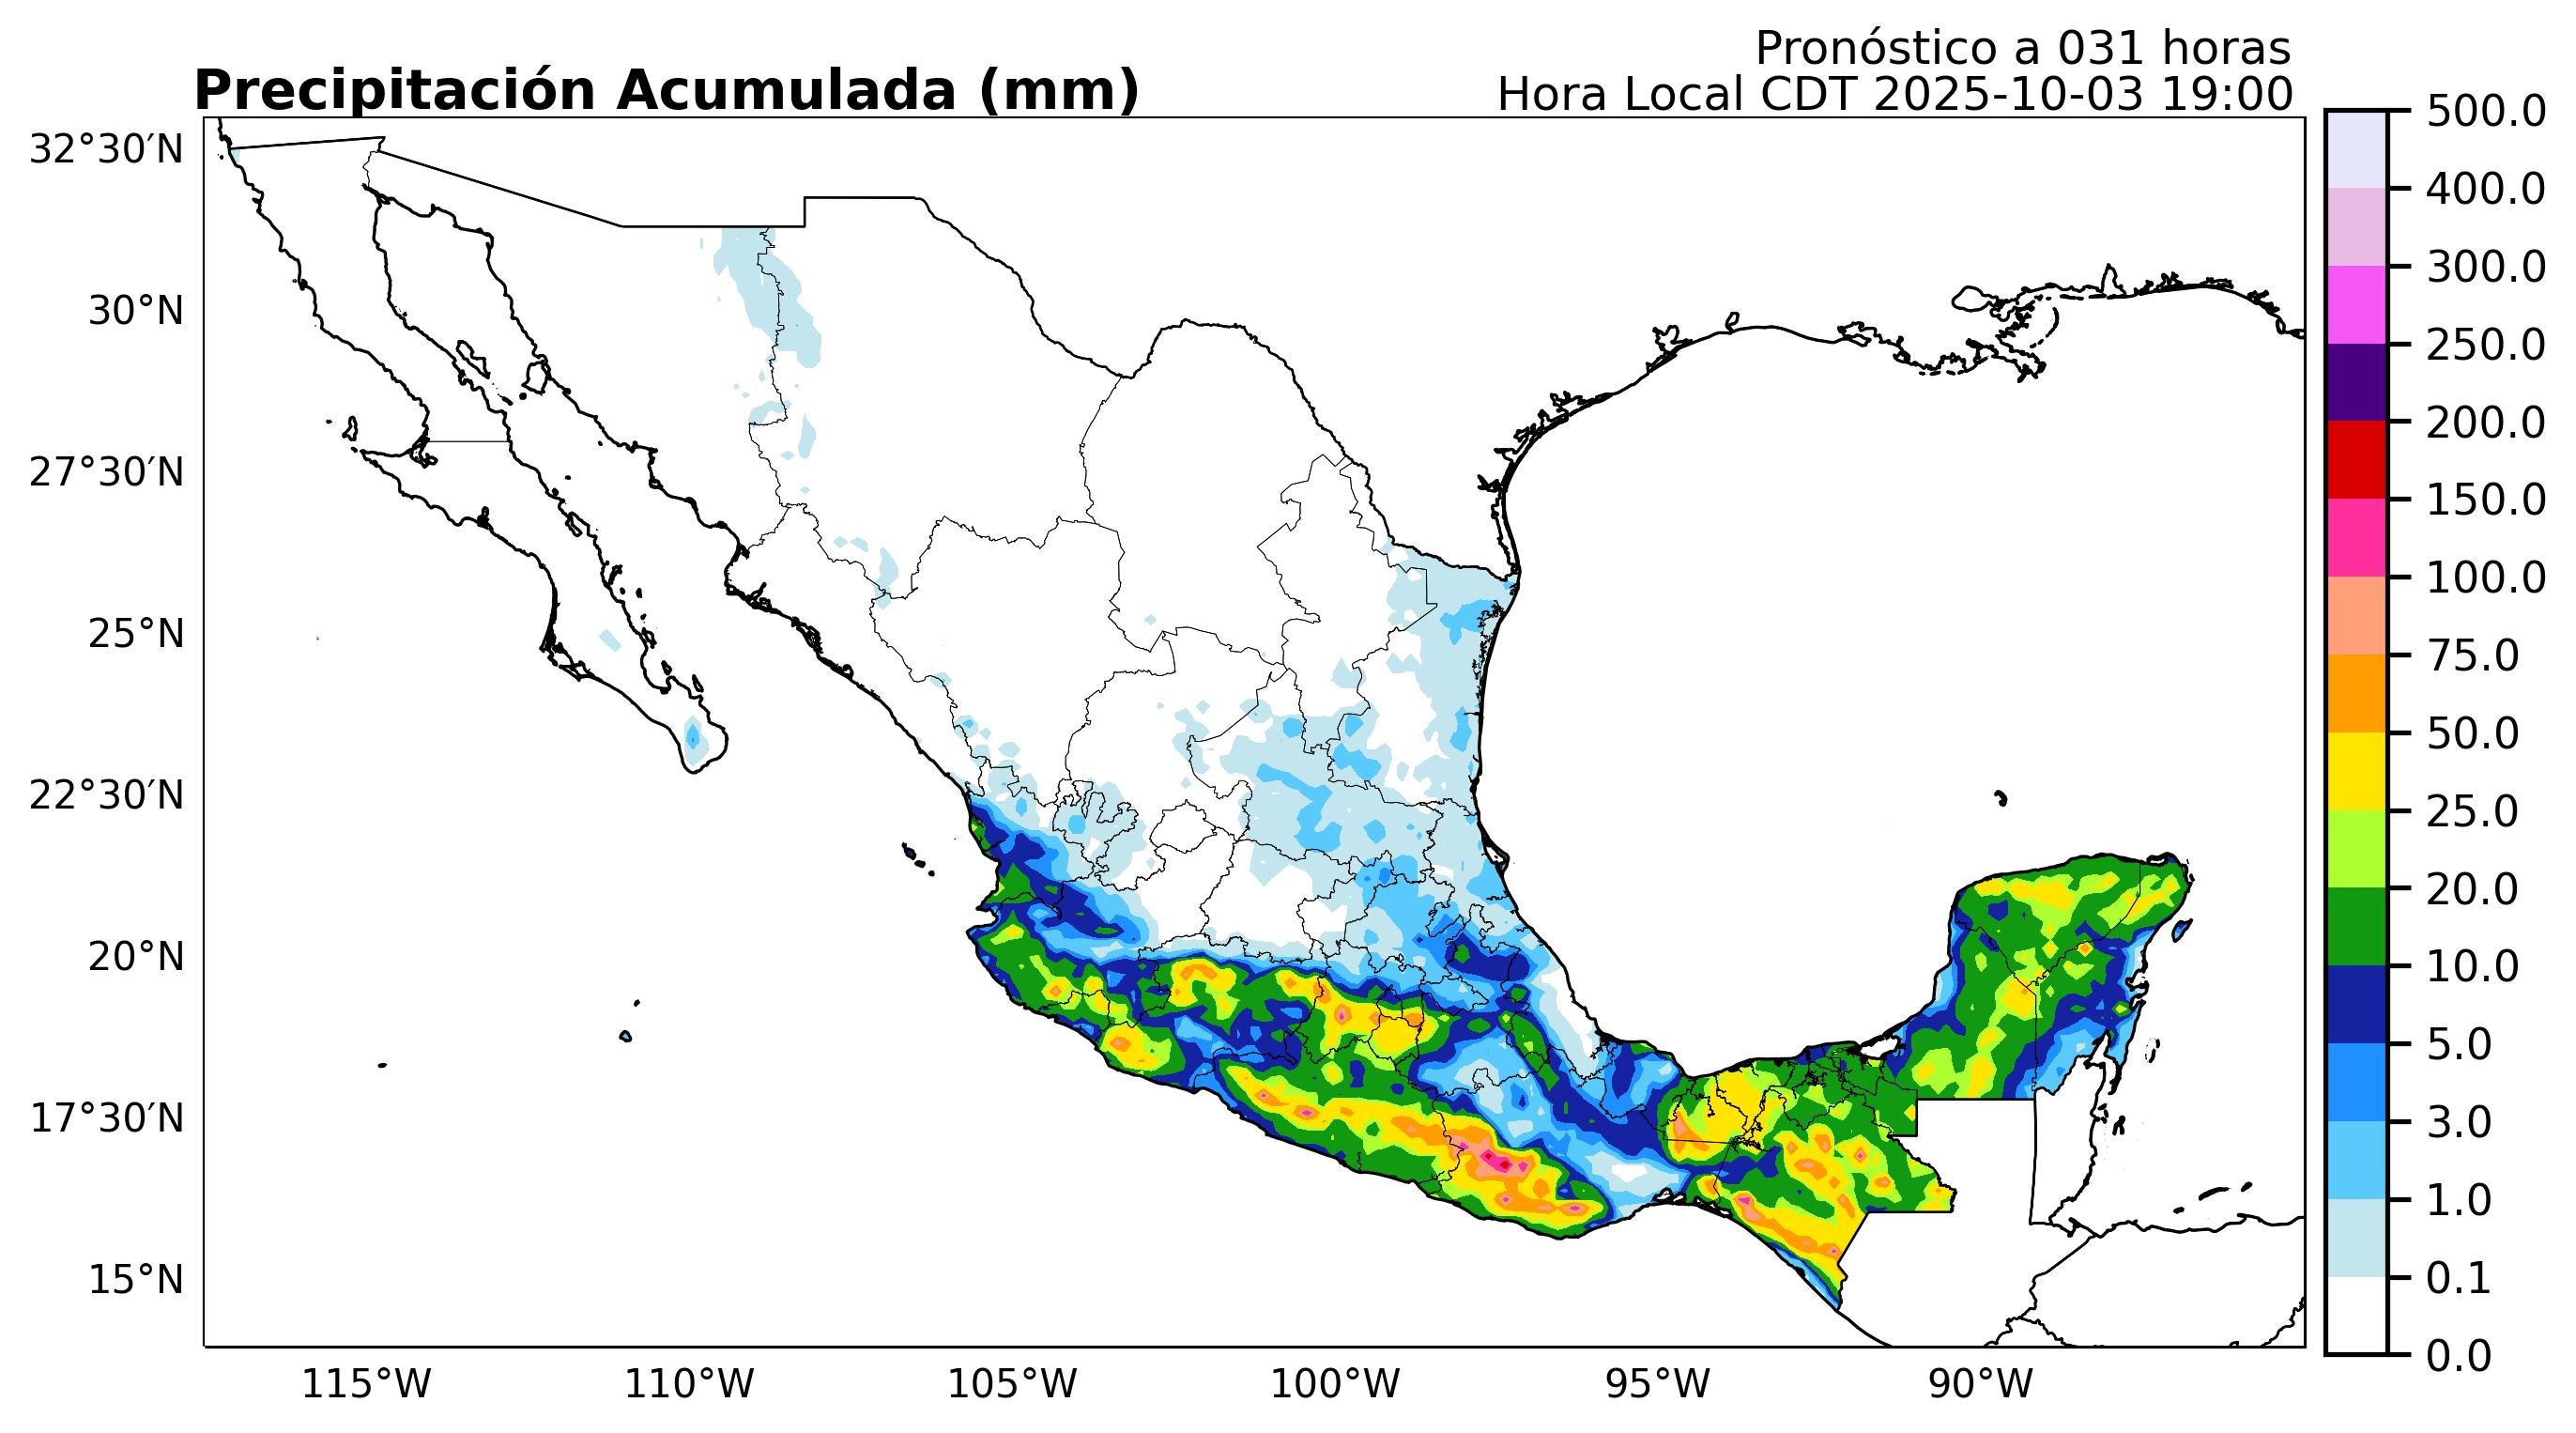 Pronóstico a 031 horas
Precipitación Acumulada (mm)
Hora Local CDT 2025-10-03 19:00
32°30′N
30°N
27°30′N
25°N
22°30′N
20°N
17°30′N
15°N
115°W
110°W
105°W
100°W
95°W
90°W
500.0
400.0
300.0
250.0
200.0
150.0
100.0
75.0
50.0
25.0
20.0
10.0
5.0
3.0
1.0
0.1
0.0